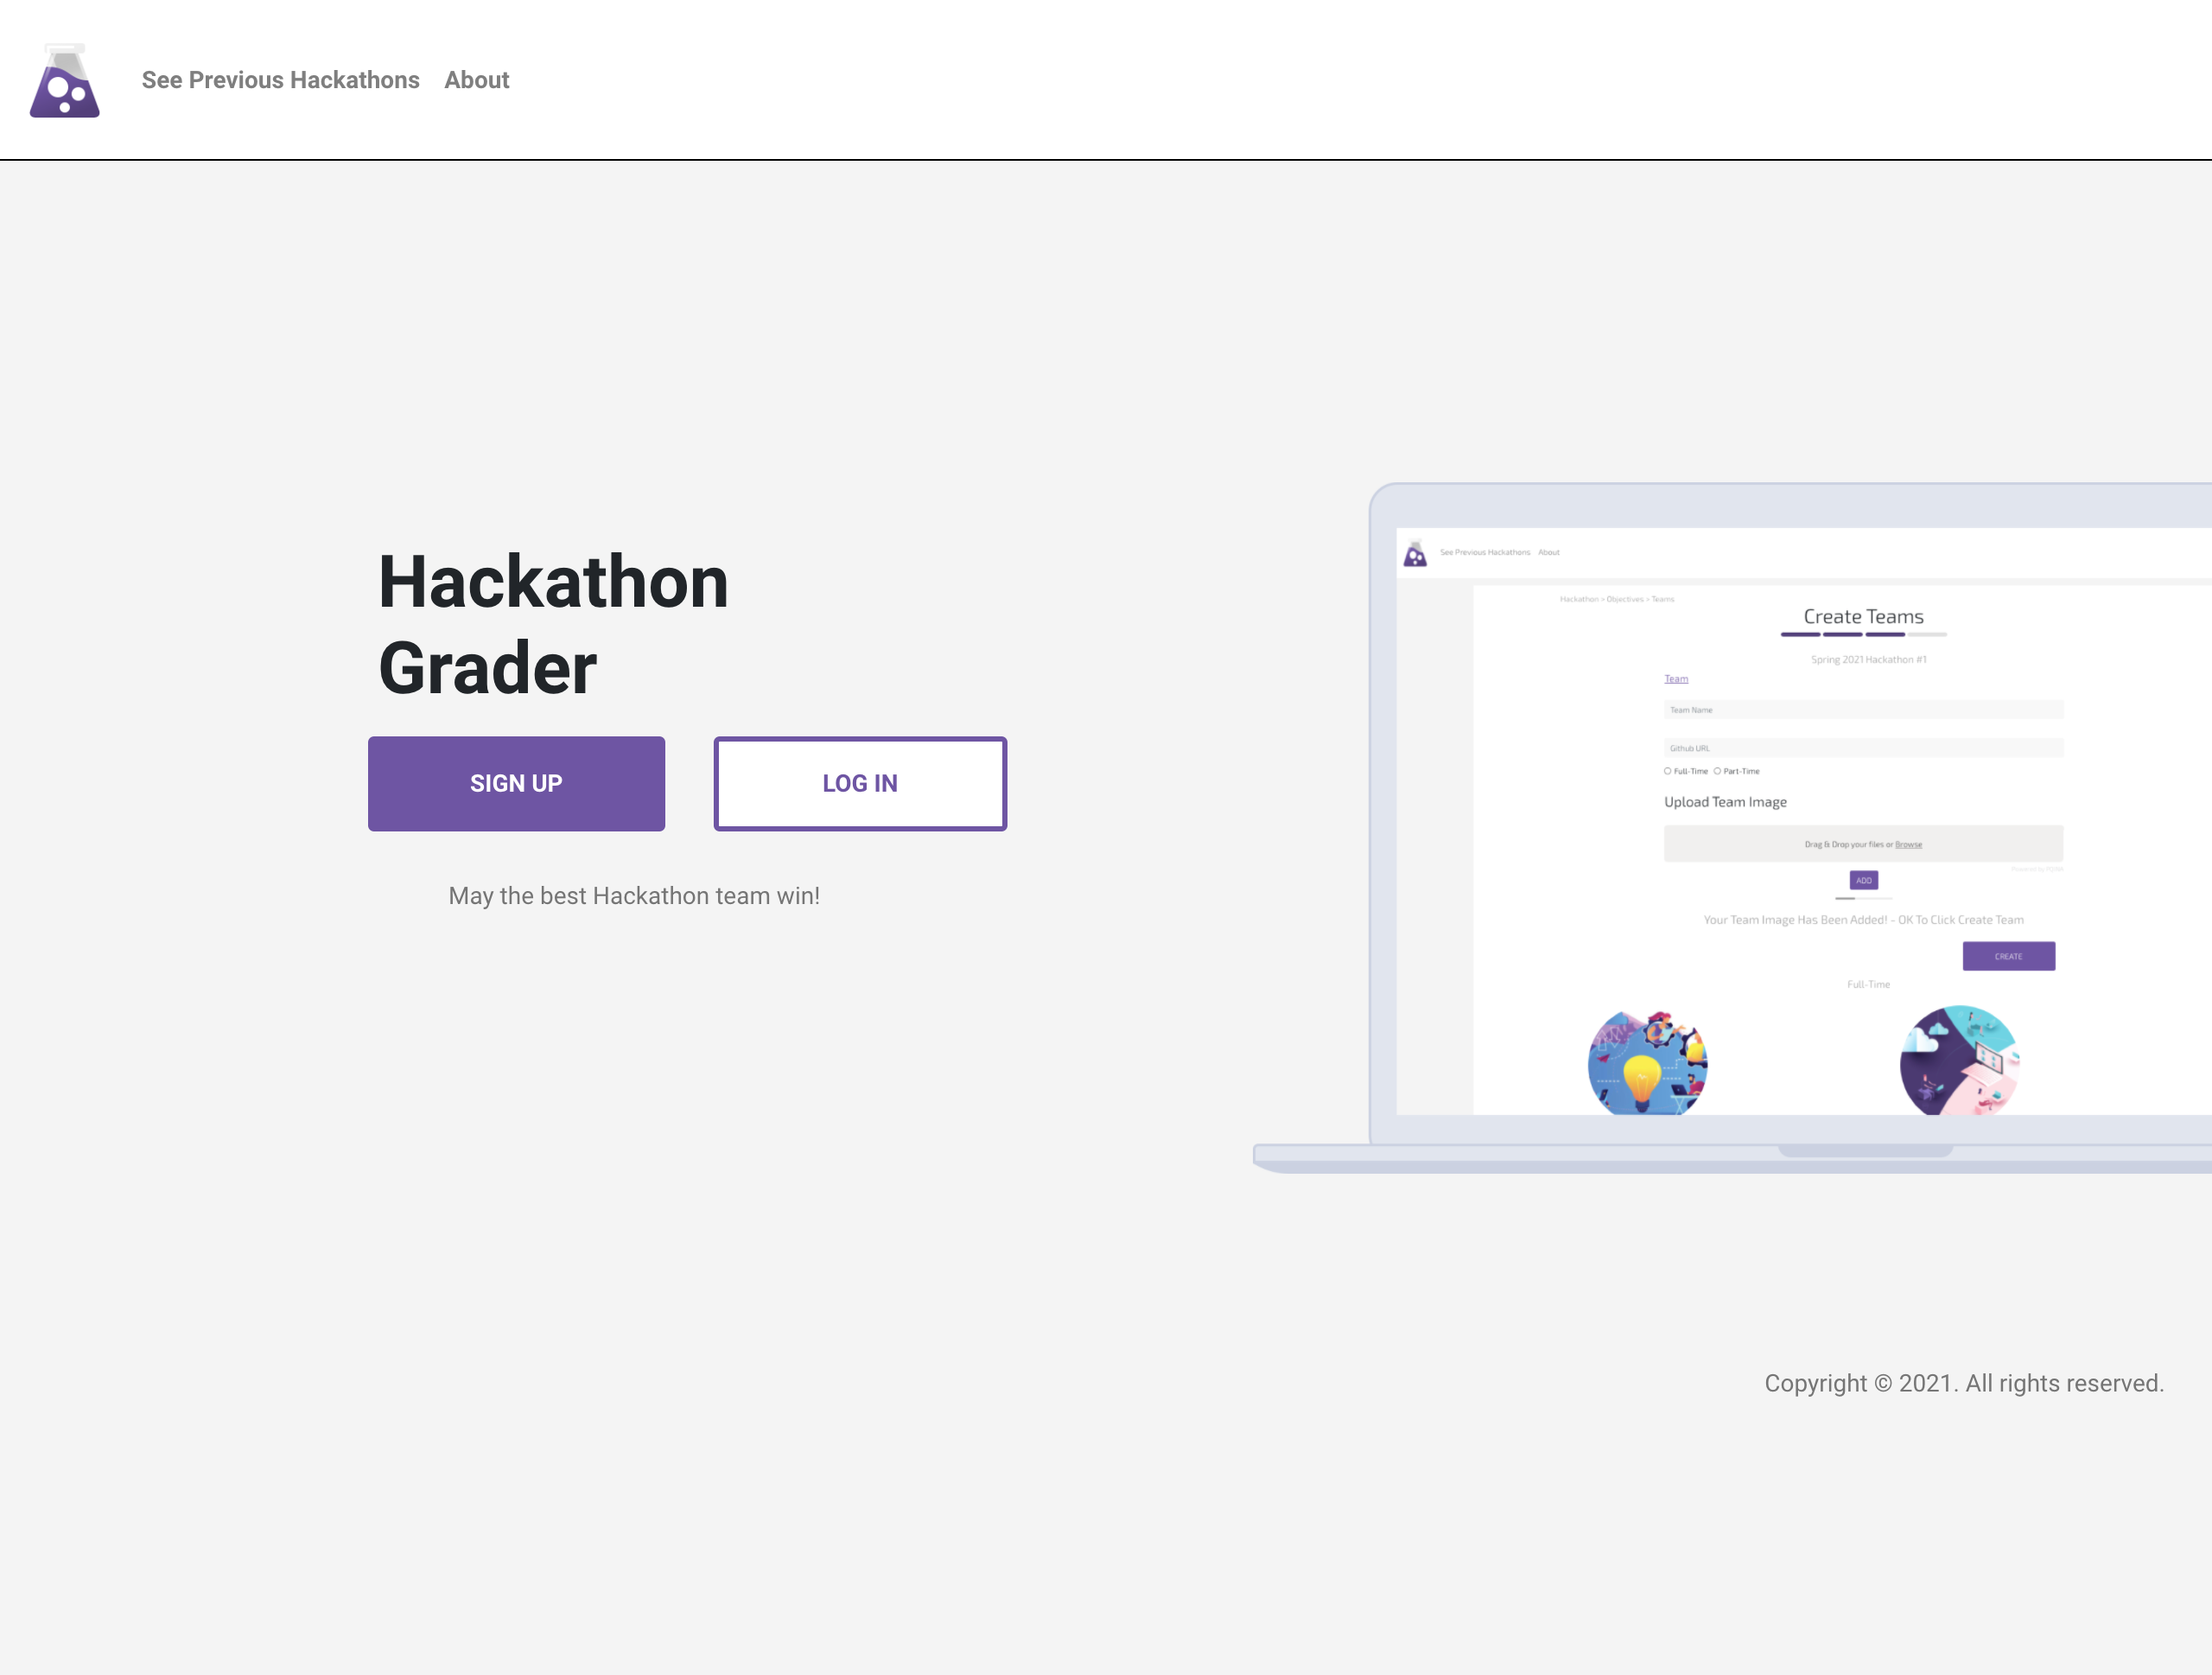 See Previous Hackathons About
Hackathon
Grader
SIGN UP LOG IN
May the best Hackathon team win!
See Previous Hackathons About
Hackathon > Objectives > Teams
Create Teams
Spring 2021 Hackathon #1
Team
Team Name
Github URL
Full-Time Part-Time
Upload Team Image
Drag & Drop your files or Browse
ADD
Your Team Image Has Been Added! - OK To Click Create Team
CREATE
Full-Time
Copyright © 2021. All rights reserved.